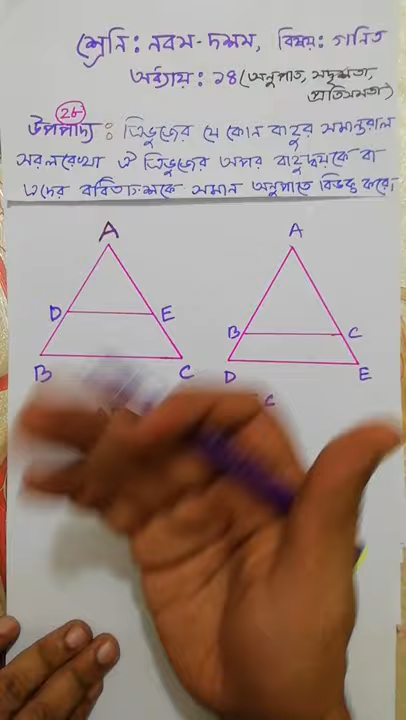 শ্রেনি: নবম-দশম, বিষয়: গানিত
অধ্যায়: ১৪(অনুপাত, সদৃশতা,
প্রতিসমতা)
২৮
উপপাদ্য: ত্রিভুজের যে কোন বাহুর সমান্তরাল
সরলরেখা ঐ ত্রিভুজের অপর বাহুদ্বয়কে বা
এদের বর্ধিতাংশকে সমান অনুপাতে বিভক্ত করে।
A
A
D E
B C
B C
D E
C